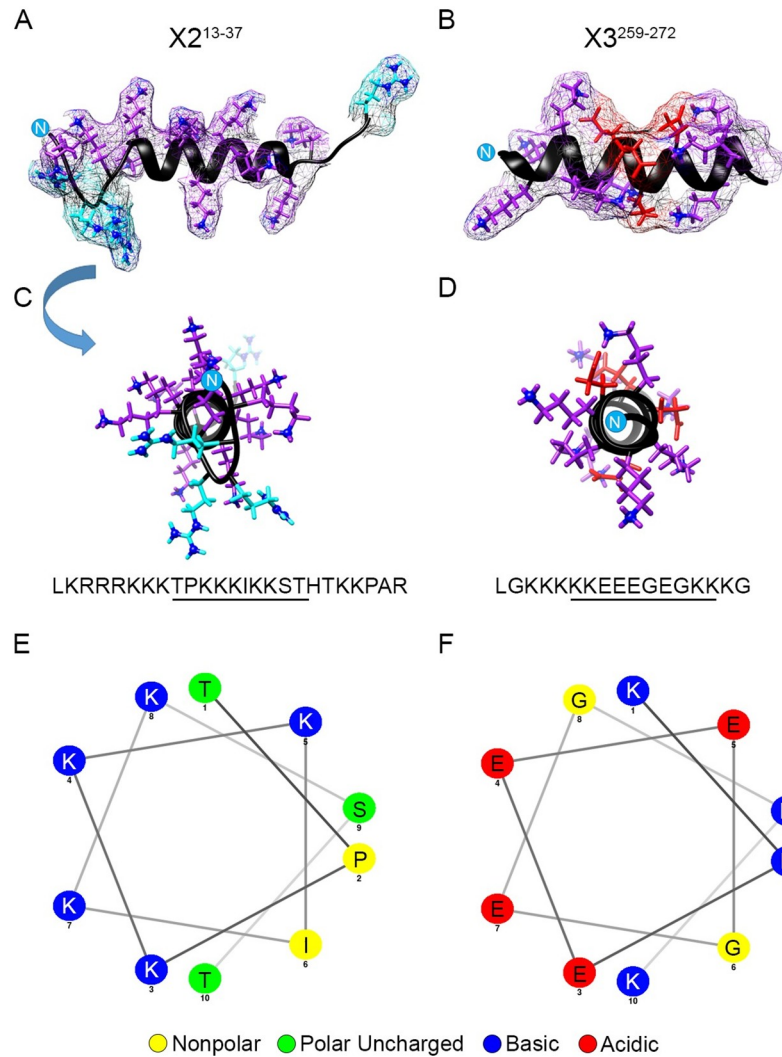 A
X2¹³⁻³⁷
B
X3²⁵⁹⁻²⁷²
N
N
C
D
N
N
LKRRRKKKTPKKKIKKSTHTKKPAR
LGKKKKKEEEGEGKKKG
E
F
T
1
K
8
K
5
K
4
S
9
P
2
K
7
I
6
K
3
T
10
K
1
G
8
E
5
E
4
E
7
G
6
E
3
K
10
Nonpolar
Polar Uncharged
Basic
Acidic